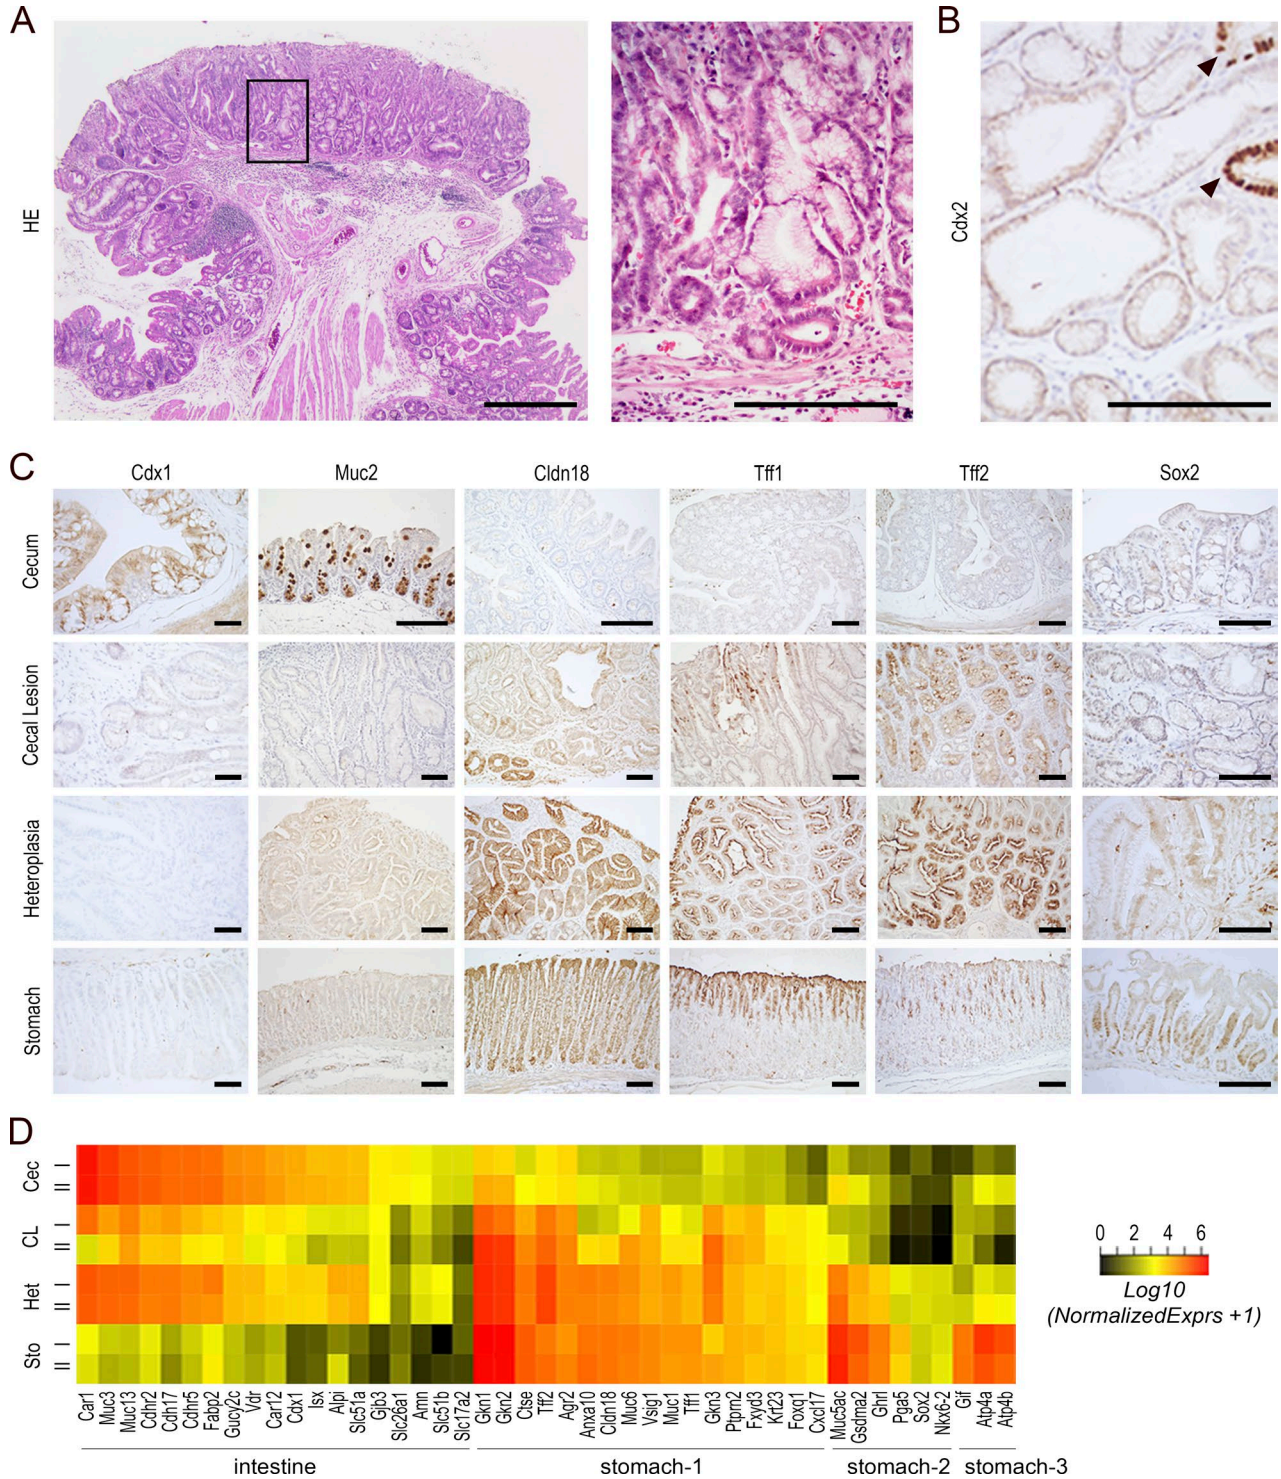 A
B
HE
Cdx2
C
Cdx1 Muc2 Cldn18 Tff1 Tff2 Sox2
Cecum
Cecal Lesion
Heteroplasia
Stomach
D
Cec I II
CL I II
Het I II
Sto I II
Car1 Muc3 Muc13 Cdhr2 Cdh17 Cdhr5 Fabp2 Gucy2c Vdr Car12 Cdx1 Isx Alpi Slc51a Gjb3 Slc26a1 Amn Slc51b Slc17a2 Gkn1 Gkn2 Ctse Tff2 Agr2 Anxa10 Cldn18 Muc6 Vsig1 Muc1 Tff1 Gkn3 Ptprn2 Fxyd3 Krt23 Foxq1 Cxcl17 Muc5ac Gsdma2 Ghrl Pga5 Sox2 Nkx6-2 Gif Atp4a Atp4b
intestine stomach-1 stomach-2 stomach-3
0 2 4 6
Log10
(NormalizedExprs +1)